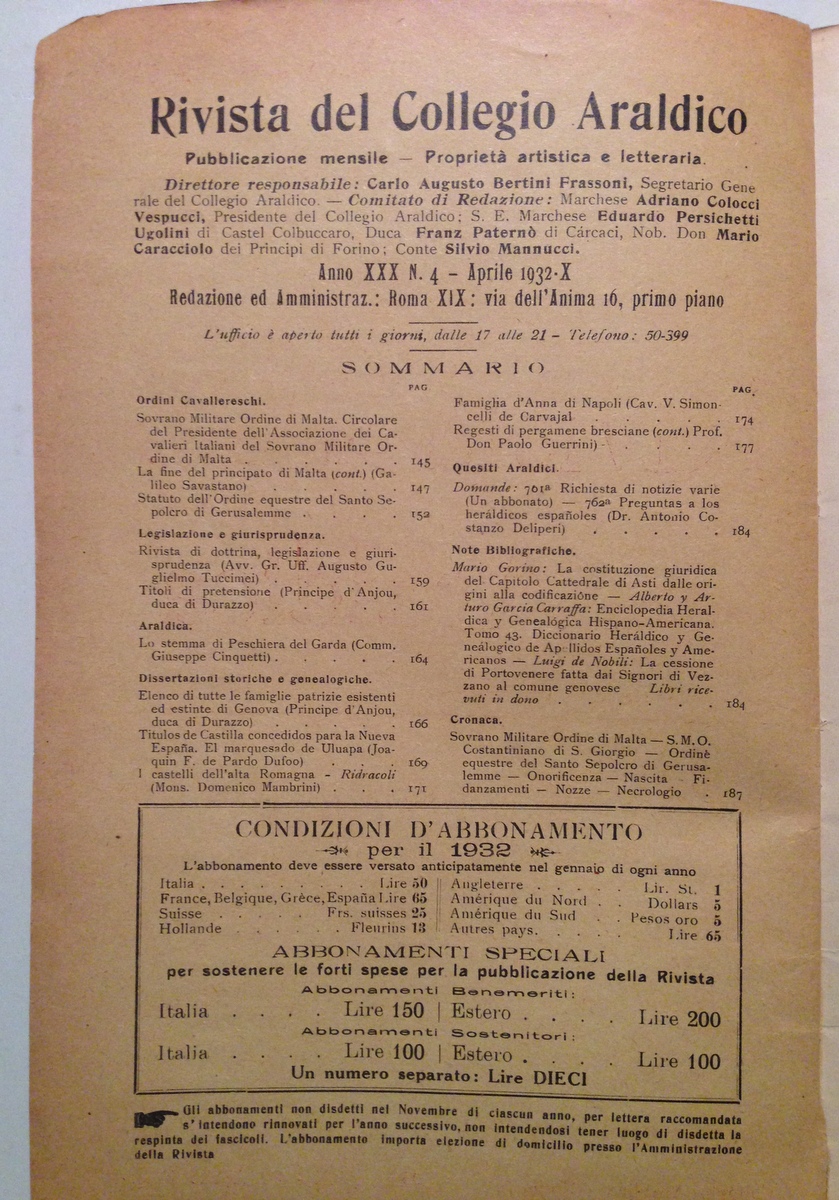 Rivista del Collegio Araldico
Pubblicazione mensile — Proprietà artistica e letteraria.
Direttore responsabile: Carlo Augusto Bertini Frassoni, Segretario Gene
rale del Collegio Araldico. — Comitato di Redazione: Marchese Adriano Colocci
Vespucci, Presidente del Collegio Araldico; S. E. Marchese Eduardo Persichetti
Ugolini di Castel Colbuccaro, Duca Franz Paternò di Càrcaci, Nob. Don Mario
Caracciolo dei Principi di Forino; Conte Silvio Mannucci.
Anno XXX N. 4 – Aprile 1932·X
Redazione ed Amministraz.: Roma XIX: via dell'Anima 16, primo piano
L'ufficio è aperto tutti i giorni, dalle 17 alle 21 – Telefono: 50-399
SOMMARIO
PAG
Ordini Cavallereschi.
Sovrano Militare Ordine di Malta. Circolare
del Presidente dell'Associazione dei Ca-
valieri Italiani del Sovrano Militare Or-
dine di Malta . . . . . . 145
La fine del principato di Malta (cont.) (Ga-
lileo Savastano) . . . . . 147
Statuto dell'Ordine equestre del Santo Se-
polcro di Gerusalemme . . . . 152
Legislazione e giurisprudenza.
Rivista di dottrina, legislazione e giuri-
sprudenza (Avv. Gr. Uff. Augusto Gu-
glielmo Tuccimei) . . . . . 159
Titoli di pretensione (Principe d'Anjou,
duca di Durazzo) . . . . . 161
Araldica.
Lo stemma di Peschiera del Garda (Comm.
Giuseppe Cinquetti) . . . . . 164
Dissertazioni storiche e genealogiche.
Elenco di tutte le famiglie patrizie esistenti
ed estinte di Genova (Principe d'Anjou,
duca di Durazzo) . . . . . 166
Titulos de Castilla concedidos para la Nueva
España. El marquesado de Uluapa (Joa-
quin F. de Pardo Dufoo) . . . 169
I castelli dell'alta Romagna – Ridracoli
(Mons. Domenico Mambrini) . . . 171
PAG.
Famiglia d'Anna di Napoli (Cav. V. Simon-
celli de Carvajal . . . . 174
Regesti di pergamene bresciane (cont.) Prof.
Don Paolo Guerrini) - . . . . 177
Quesiti Araldici.
Domande: 761ª Richiesta di notizie varie
(Un abbonato) — 762ª Preguntas a los
heráldicos españoles (Dr. Antonio Co-
stanzo Deliperi) . . . . . 184
Note Bibliografiche.
Mario Gorino: La costituzione giuridica
del Capitolo Cattedrale di Asti dalle ori-
gini alla codificazione — Alberto y Ar-
turo Garcia Carraffa: Enciclopedia Heral-
dica y Genealógica Hispano-Americana.
Tomo 43. Diccionario Heráldico y Ge-
neálogico de Apellidos Españoles y Ame-
ricanos — Luigi de Nobili: La cessione
di Portovenere fatta dai Signori di Vez-
zano al comune genovese Libri rice-
vuti in dono . . . . . . 184
Cronaca.
Sovrano Militare Ordine di Malta — S.M.O.
Costantiniano di S. Giorgio — Ordine
equestre del Santo Sepolcro di Gerusa-
lemme — Onorificenza — Nascita – Fi-
danzamenti — Nozze — Necrologio . 187
CONDIZIONI D'ABBONAMENTO
per il 1932
L'abbonamento deve essere versato anticipatamente nel gennaio di ogni anno
Italia . . . . . . . . . Lire 50
France, Belgique, Grèce, España Lire 65
Suisse . . . . . Frs. suisses 25
Hollande . . . . . Fleurins 13
Angleterre . . . . . Lir. St. 1
Amérique du Nord . . Dollars 5
Amérique du Sud . . Pesos oro 5
Autres pays. . . . . Lire 65
ABBONAMENTI SPECIALI
per sostenere le forti spese per la pubblicazione della Rivista
Abbonamenti Benemeriti:
Italia . . . . Lire 150 | Estero . . . . Lire 200
Abbonamenti Sostenitori:
Italia . . . . Lire 100 | Estero . . . . Lire 100
Un numero separato: Lire DIECI
Gli abbonamenti non disdetti nel Novembre di ciascun anno, per lettera raccomandata
s'intendono rinnovati per l'anno successivo, non intendendosi tener luogo di disdetta la
respinta dei fascicoli. L'abbonamento importa elezione di domicilio presso l'Amministrazione
della Rivista